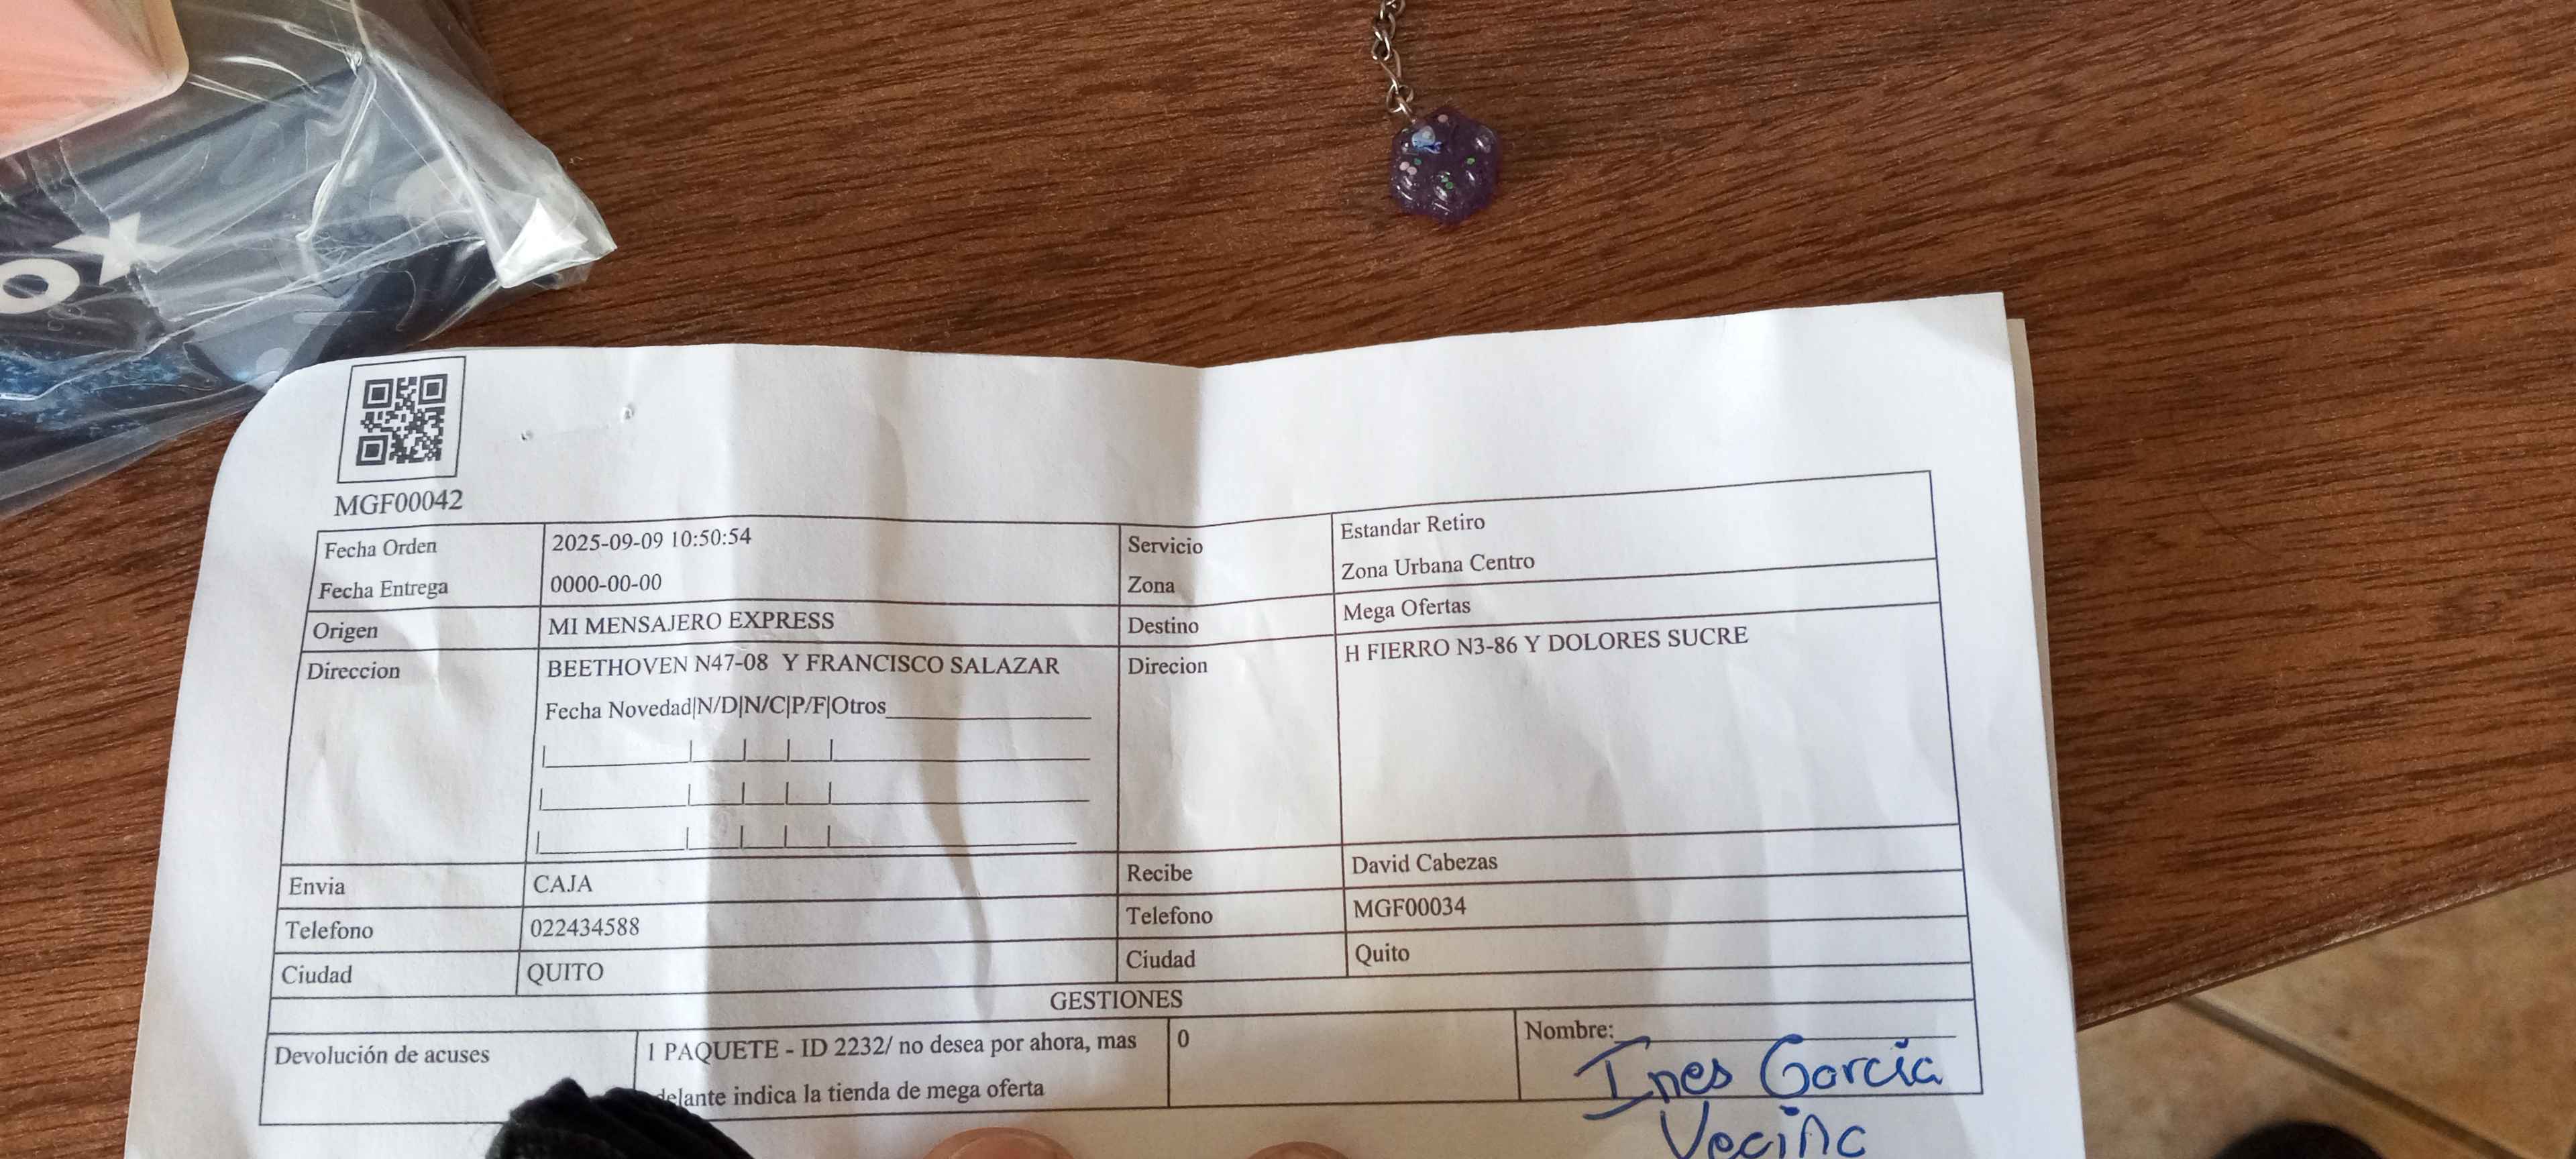 OX
MGF00042
Fecha Orden 2025-09-09 10:50:54 Servicio Estandar Retiro
Fecha Entrega 0000-00-00 Zona Zona Urbana Centro
Origen MI MENSAJERO EXPRESS Destino Mega Ofertas
Direccion BEETHOVEN N47-08 Y FRANCISCO SALAZAR Direcion H FIERRO N3-86 Y DOLORES SUCRE
Fecha Novedad|N/D|N/C|P/F|Otros
Envia CAJA Recibe David Cabezas
Telefono 022434588 Telefono MGF00034
Ciudad QUITO Ciudad Quito
GESTIONES
Devolución de acuses 1 PAQUETE - ID 2232/ no desea por ahora, mas 0 Nombre:
delante indica la tienda de mega oferta
Ines Garcia
Vecina